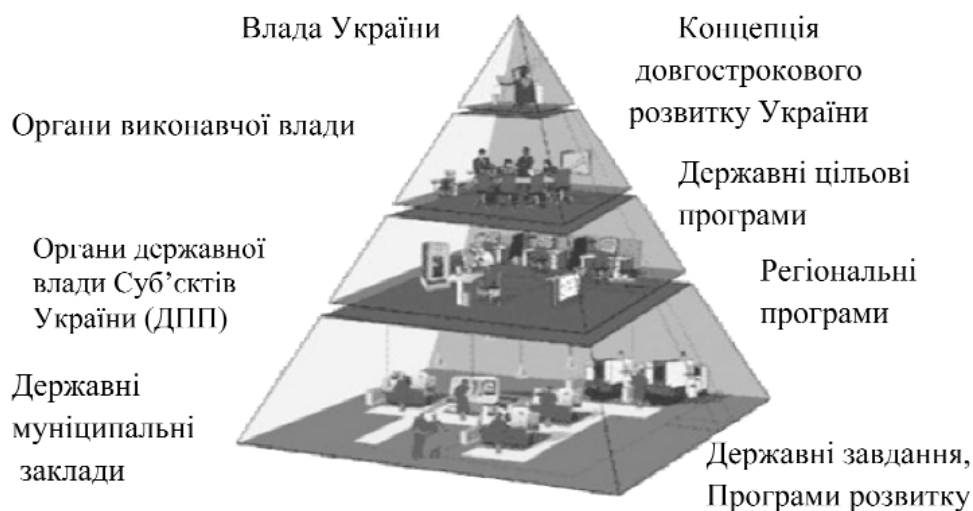 Влада України
Концепція
довгострокового
розвитку України
Органи виконавчої влади
Державні цільові
програми
Органи державної
влади Суб’єктів
України (ДПП)
Регіональні
програми
Державні
муніципальні
заклади
Державні завдання,
Програми розвитку